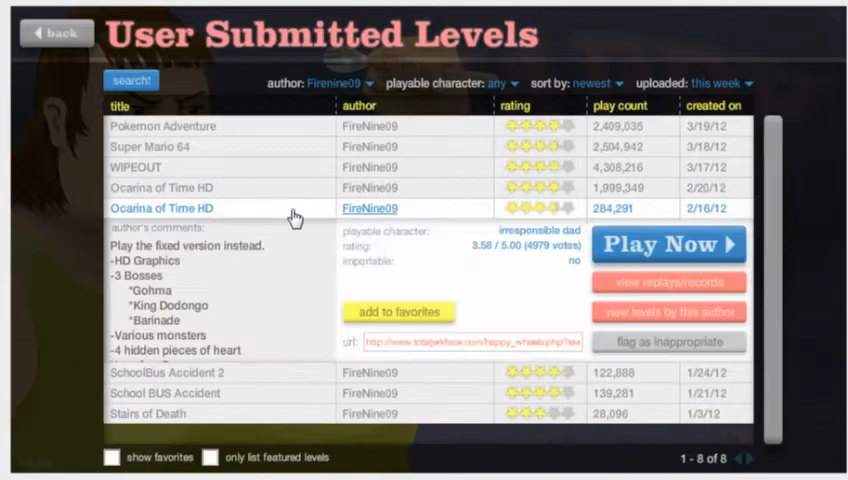 back
User Submitted Levels
search!
author: Firenine09 playable character: any sort by: newest uploaded: this week
title author rating play count created on
Pokemon Adventure FireNine09 2,409,035 3/19/12
Super Mario 64 FireNine09 2,504,942 3/18/12
WIPEOUT FireNine09 4,308,216 3/17/12
Ocarina of Time HD FireNine09 1,999,349 2/20/12
Ocarina of Time HD FireNine09 284,291 2/16/12
author's comments:
Play the fixed version instead.
-HD Graphics
-3 Bosses
*Gohma
*King Dodongo
*Barinade
-Various monsters
-4 hidden pieces of heart
playable character: irresponsible dad
rating: 3.58 / 5.00 (4979 votes)
importable: no
add to favorites
url: http://www.totaljerkface.com/happy_wheels.php?
Play Now
view replays/records
view levels by this author
flag as inappropriate
SchoolBus Accident 2 FireNine09 122,888 1/24/12
School BUS Accident FireNine09 139,281 1/21/12
Stairs of Death FireNine09 28,096 1/3/12
show favorites only list featured levels 1 - 8 of 8